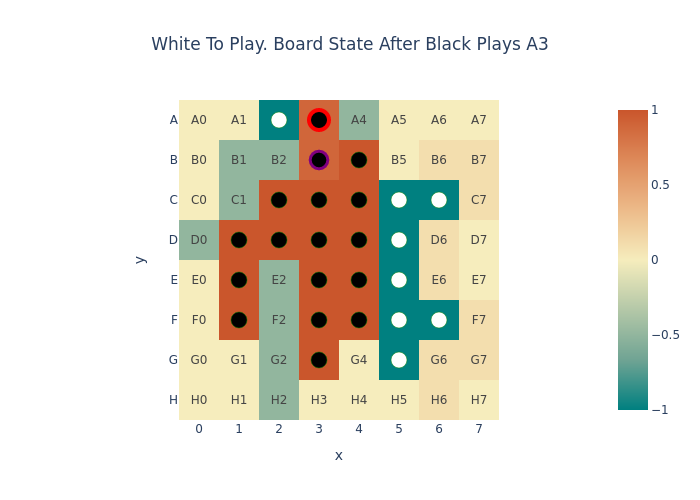 White To Play. Board State After Black Plays A3
A A0 A1 A4 A5 A6 A7
B B0 B1 B2 B5 B6 B7
C C0 C1 C7
D D0 D6 D7
E E0 E2 E6 E7
F F0 F2 F7
G G0 G1 G2 G4 G6 G7
H H0 H1 H2 H3 H4 H5 H6 H7
0 1 2 3 4 5 6 7
x
y
1
0.5
0
−0.5
−1